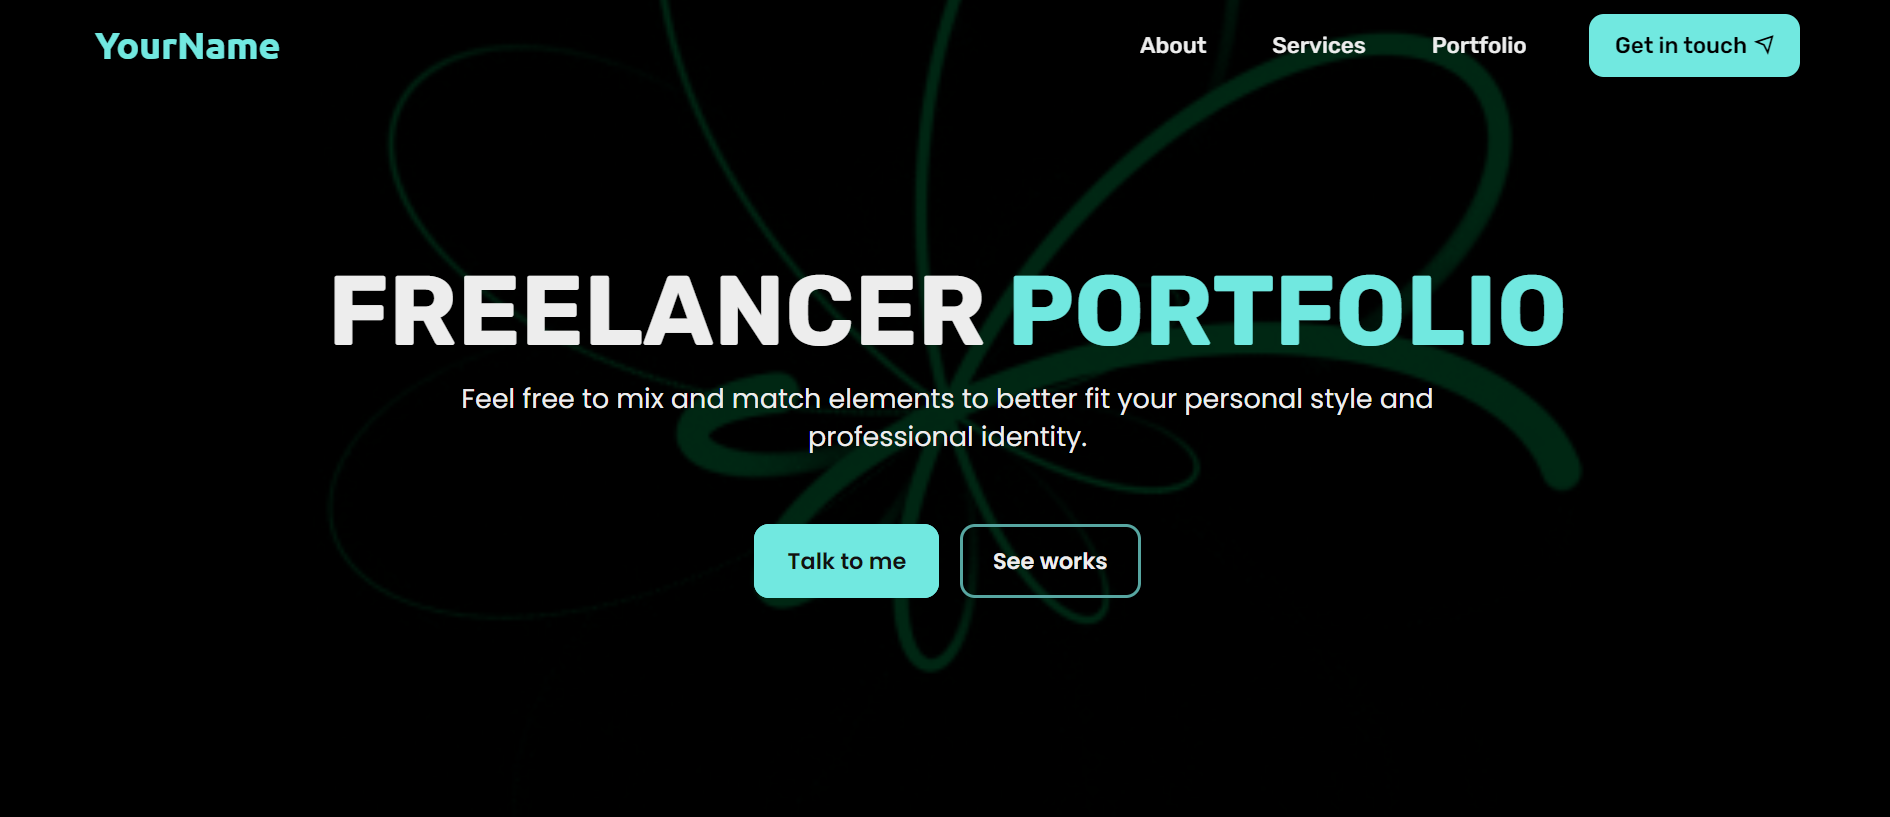 YourName
About
Services
Portfolio
Get in touch
FREELANCER PORTFOLIO
Feel free to mix and match elements to better fit your personal style and
professional identity.
Talk to me
See works